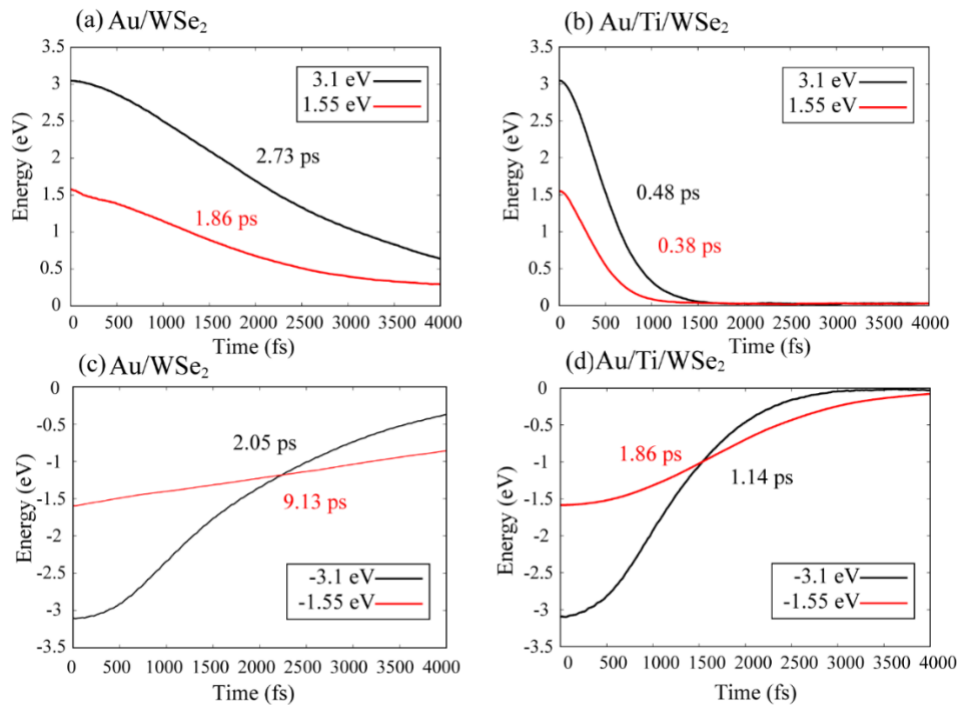 (a) Au/WSe₂
3.5
3
2.5
2
1.5
1
0.5
0
Energy (eV)
3.1 eV
1.55 eV
2.73 ps
1.86 ps
0 500 1000 1500 2000 2500 3000 3500 4000
Time (fs)
(b) Au/Ti/WSe₂
3.5
3
2.5
2
1.5
1
0.5
0
Energy (eV)
3.1 eV
1.55 eV
0.48 ps
0.38 ps
0 500 1000 1500 2000 2500 3000 3500 4000
Time (fs)
(c) Au/WSe₂
0
-0.5
-1
-1.5
-2
-2.5
-3
-3.5
Energy (eV)
2.05 ps
9.13 ps
-3.1 eV
-1.55 eV
0 500 1000 1500 2000 2500 3000 3500 4000
Time (fs)
(d) Au/Ti/WSe₂
0
-0.5
-1
-1.5
-2
-2.5
-3
-3.5
Energy (eV)
1.86 ps
1.14 ps
-3.1 eV
-1.55 eV
0 500 1000 1500 2000 2500 3000 3500 4000
Time (fs)